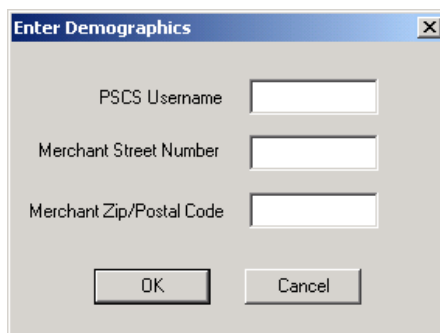 Enter Demographics
PSCS Username
Merchant Street Number
Merchant Zip/Postal Code
OK Cancel